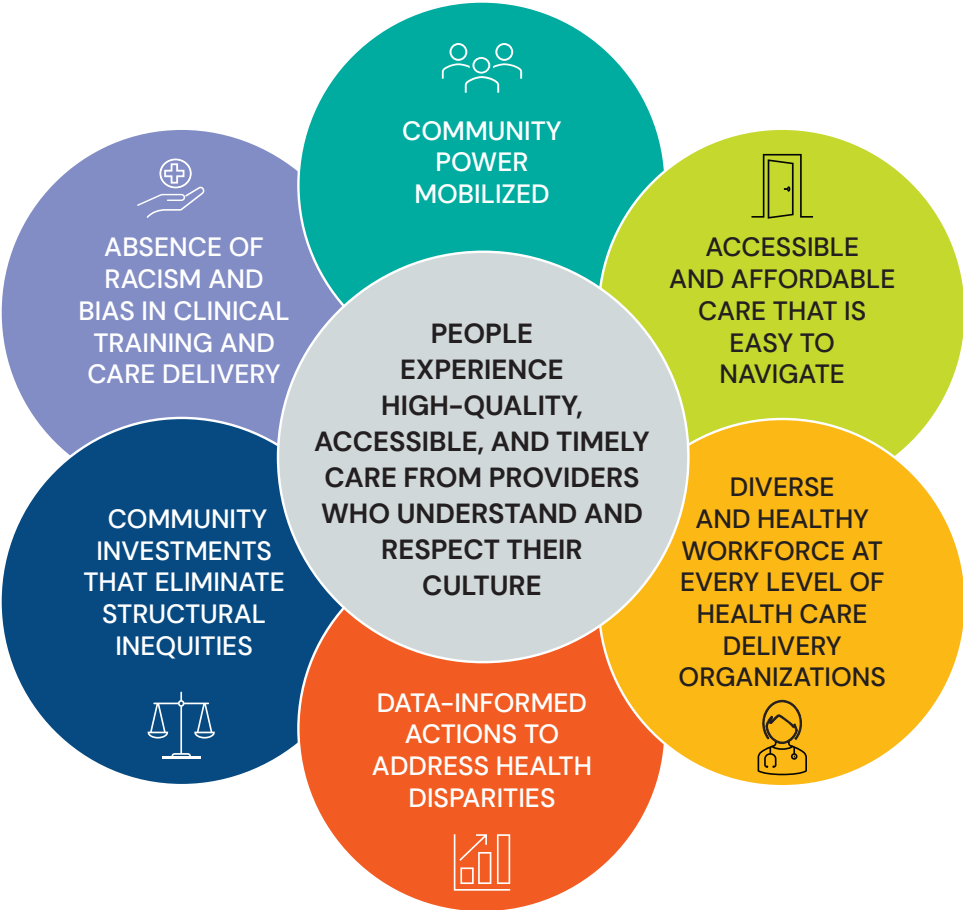 COMMUNITY
POWER
MOBILIZED
ACCESSIBLE
AND AFFORDABLE
CARE THAT IS
EASY TO
NAVIGATE
DIVERSE
AND HEALTHY
WORKFORCE AT
EVERY LEVEL OF
HEALTH CARE
DELIVERY
ORGANIZATIONS
DATA-INFORMED
ACTIONS TO
ADDRESS HEALTH
DISPARITIES
COMMUNITY
INVESTMENTS
THAT ELIMINATE
STRUCTURAL
INEQUITIES
ABSENCE OF
RACISM AND
BIAS IN CLINICAL
TRAINING AND
CARE DELIVERY
PEOPLE
EXPERIENCE
HIGH-QUALITY,
ACCESSIBLE, AND TIMELY
CARE FROM PROVIDERS
WHO UNDERSTAND AND
RESPECT THEIR
CULTURE